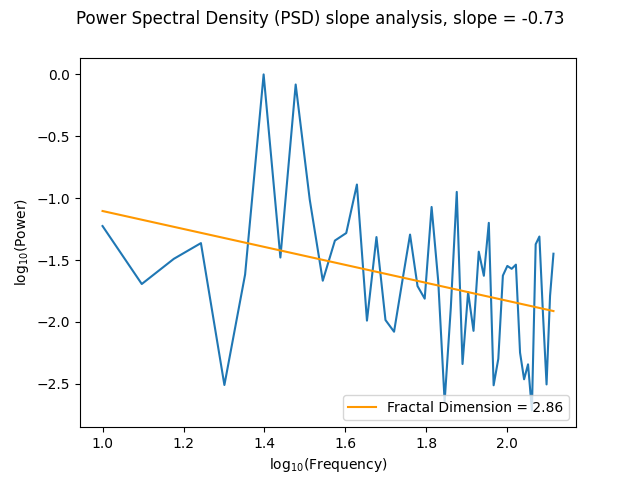 Power Spectral Density (PSD) slope analysis, slope = -0.73
0.0
−0.5
−1.0
−1.5
−2.0
−2.5
log₁₀(Power)
1.0 1.2 1.4 1.6 1.8 2.0
log₁₀(Frequency)
Fractal Dimension = 2.86